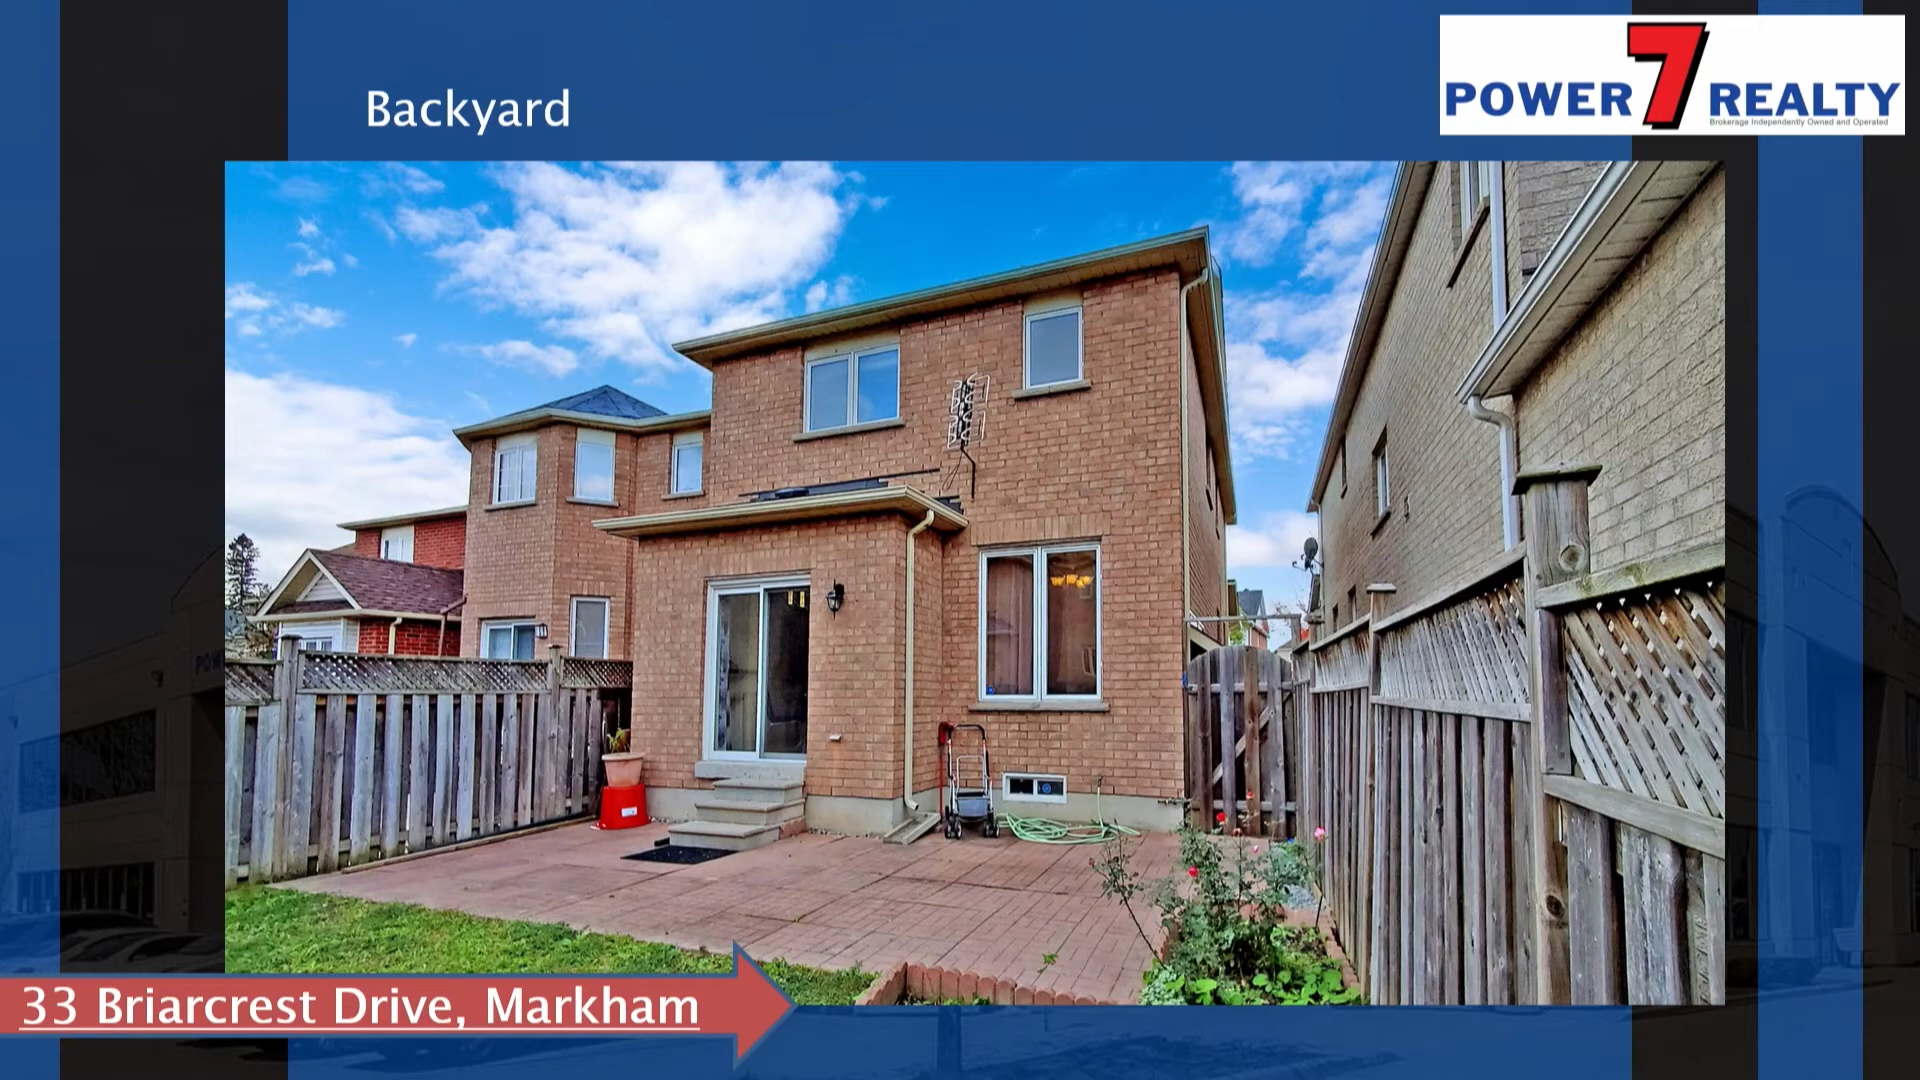 Backyard
POWER 7 REALTY
Brokerage Independently Owned and Operated
33 Briarcrest Drive, Markham